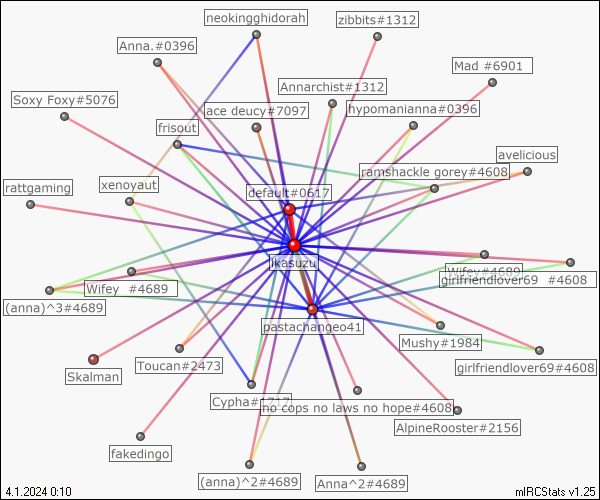 neokingghidorah
zibbits#1312
Anna.#0396
Mad #6901
Annarchist#1312
Soxy Foxy#5076
ace deucy#7097
hypomanianna#0396
frisout
avelicious
ramshackle gorey#4608
rattgaming
xenoyaut
default#0617
ikasuzu
Wifey#4689
girlfriendlover69 #4608
Wifey #4689
(anna)^3#4689
pastachangeo41
Mushy#1984
Toucan#2473
girlfriendlover69#4608
Skalman
Cypha#1717
no cops no laws no hope#4608
AlpineRooster#2156
fakedingo
(anna)^2#4689
Anna^2#4689
4.1.2024 0:10
mIRCStats v1.25